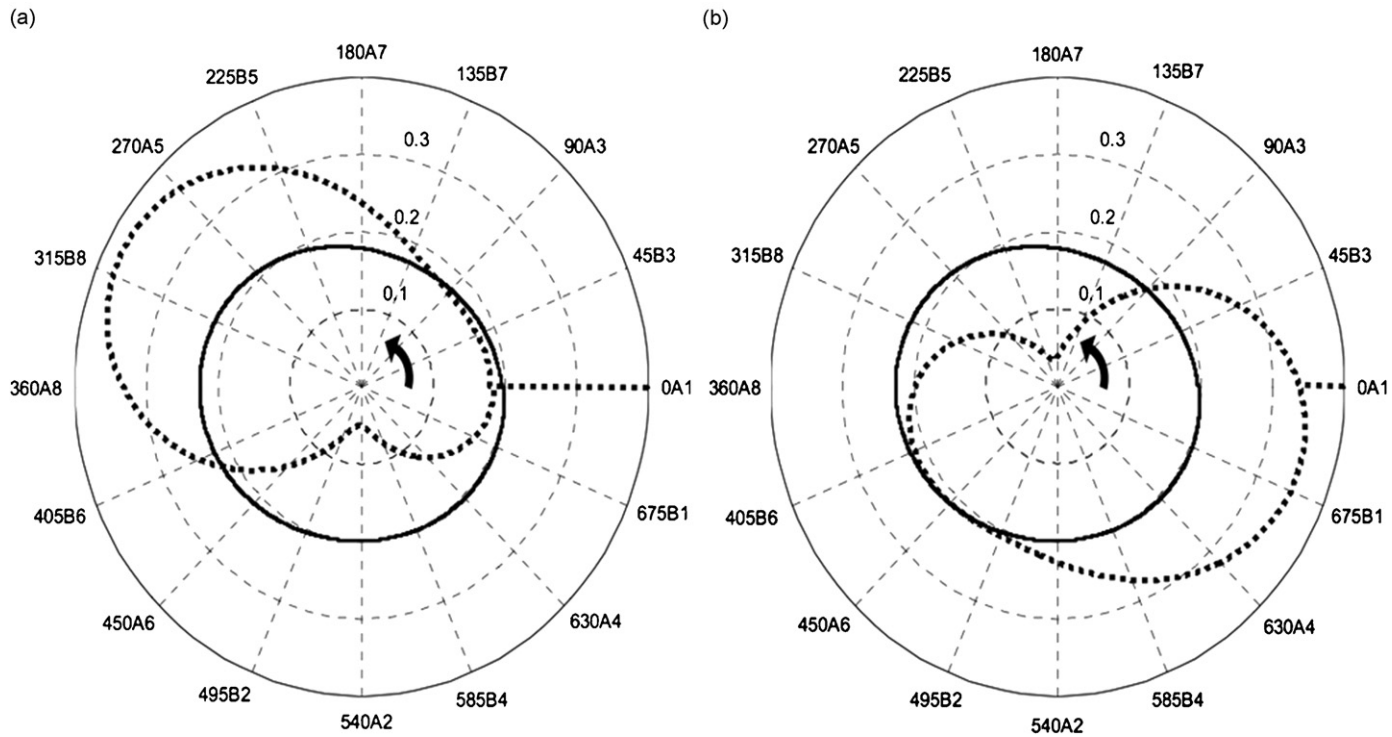 (a)
180A7
225B5
135B7
270A5
0.3
90A3
0.2
315B8
45B3
0,1
360A8
0A1
405B6
675B1
450A6
630A4
495B2
585B4
540A2
(b)
180A7
225B5
135B7
270A5
0.3
90A3
0.2
315B8
45B3
0,1
360A8
0A1
405B6
675B1
450A6
630A4
495B2
585B4
540A2